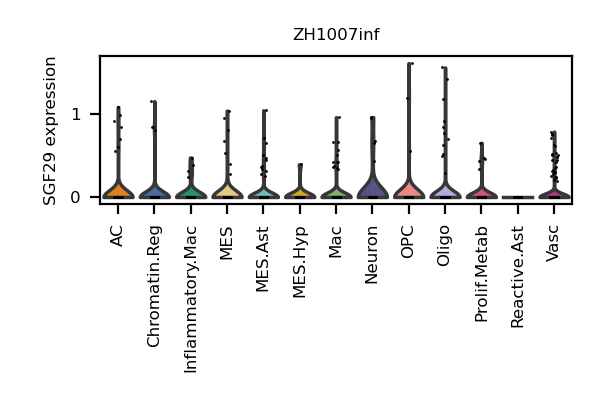 ZH1007inf
SGF29 expression
1
0
AC
Chromatin.Reg
Inflammatory.Mac
MES
MES.Ast
MES.Hyp
Mac
Neuron
OPC
Oligo
Prolif.Metab
Reactive.Ast
Vasc